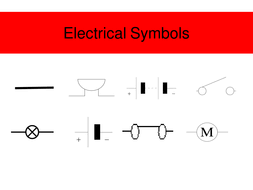 Electrical Symbols
+ −
+ − M